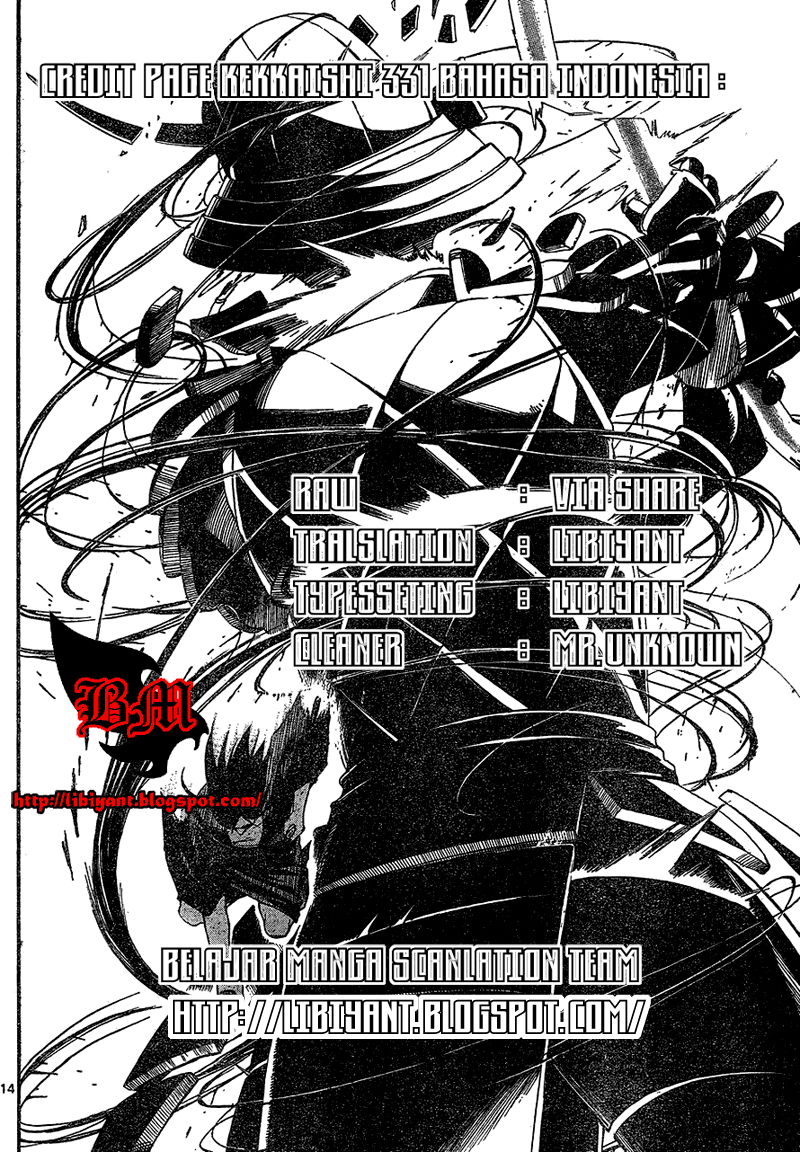 CREDIT PAGE KEKKAISHI 331 BAHASA INDONESIA :
RAW : VIA SHARE
TRALSLATION : LIBIYANT
TYPESSETING : LIBIYANT
CLEANER : MR.UNKNOWN
BM
http://libiyant.blogspot.com/
BELAJAR MANGA SCANLATION TEAM
HTTP://LIBIYANT.BLOGSPOT.COM/
14